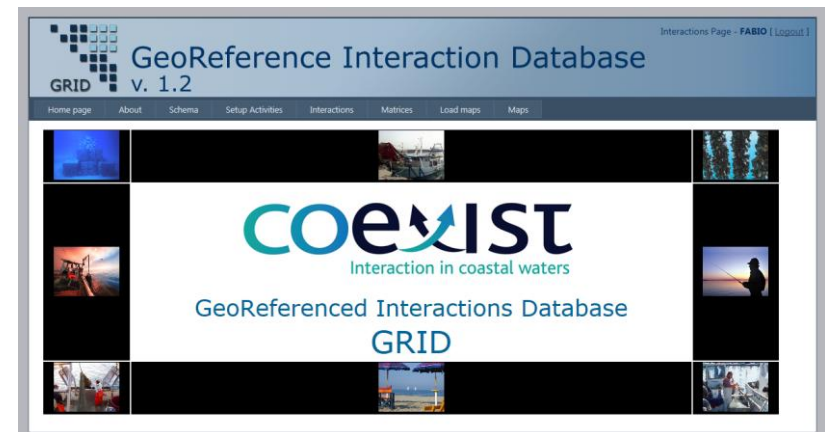 Interactions Page - FABIO [ Logout ]
GeoReference Interaction Database
GRID v. 1.2
Home page About Schema Setup Activities Interactions Matrices Load maps Maps
coexist
Interaction in coastal waters
GeoReferenced Interactions Database
GRID